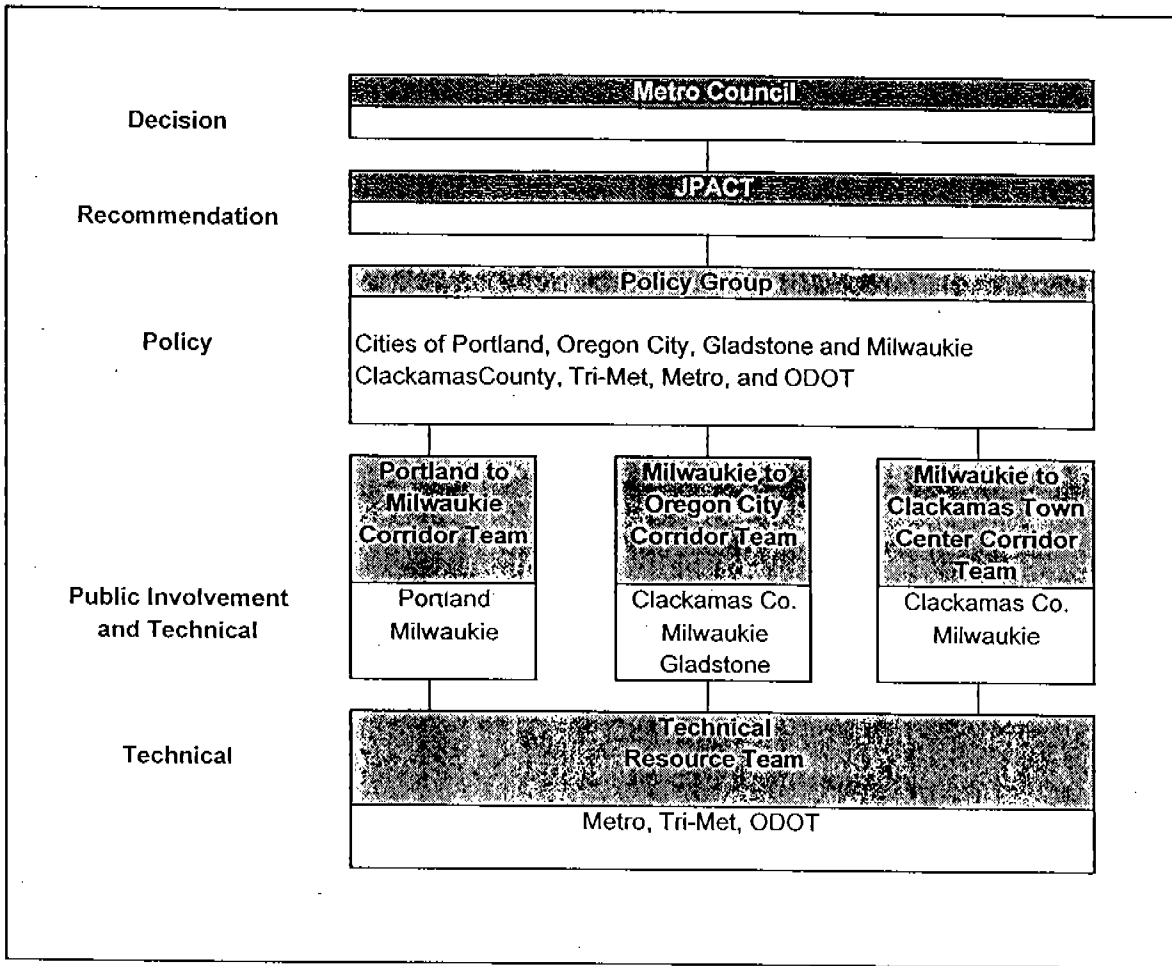 Metro Council
Decision
JPACT
Recommendation
Policy Group
Policy
Cities of Portland, Oregon City, Gladstone and Milwaukie
ClackamasCounty, Tri-Met, Metro, and ODOT
Portland to
Milwaukie
Corridor Team
Milwaukie to
Oregon City
Corridor Team
Milwaukie to
Clackamas Town
Center Corridor
Team
Public Involvement
and Technical
Portland
Milwaukie
Clackamas Co.
Milwaukie
Gladstone
Clackamas Co.
Milwaukie
Technical
Technical
Resource Team
Metro, Tri-Met, ODOT